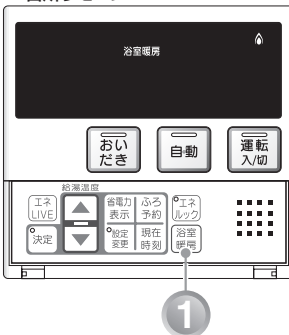 浴室暖房
おい
だき
自動
運転
入/切
給湯温度
エネ
LIVE
省電力
表示
ふろ
予約
エネ
ルック
決定
設定
変更
現在
時刻
浴室
暖房
1